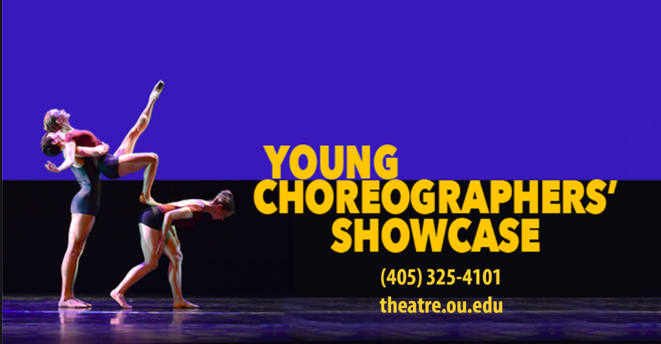 YOUNG
CHOREOGRAPHERS'
SHOWCASE
(405) 325-4101
theatre.ou.edu